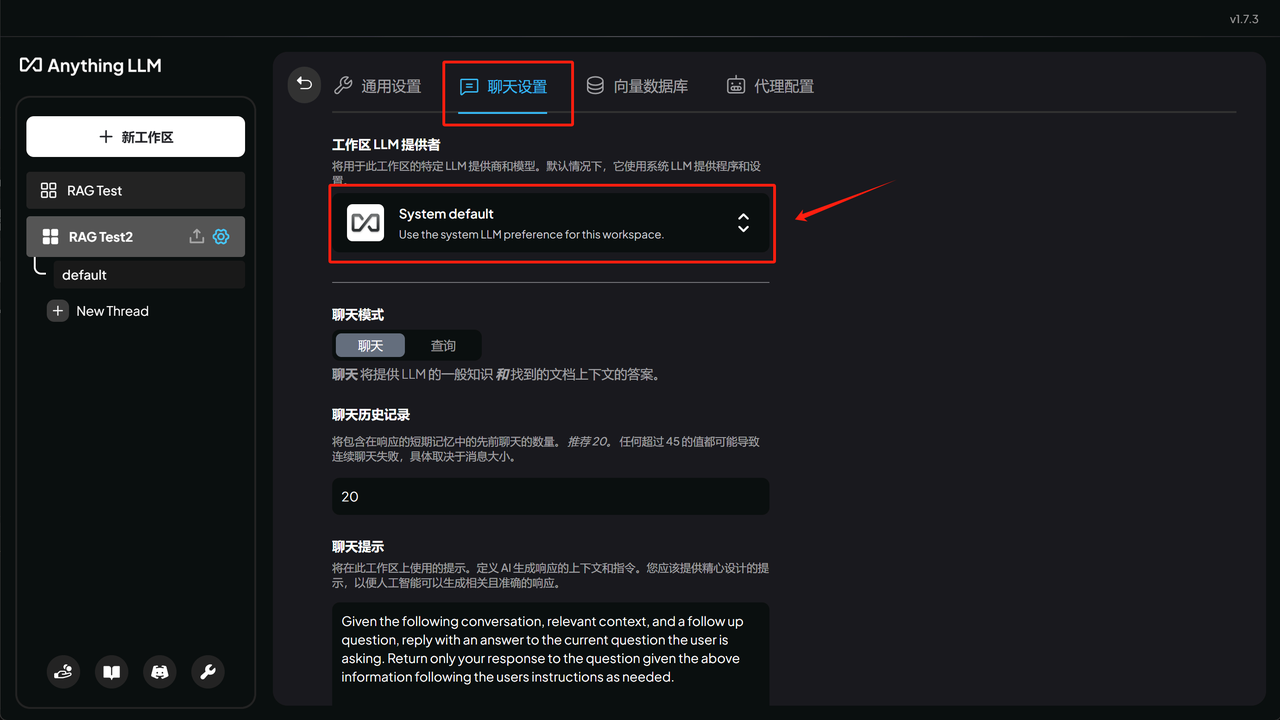 v1.7.3
Anything LLM
新工作区
RAG Test
RAG Test2
default
New Thread
通用设置
聊天设置
向量数据库
代理配置
工作区 LLM 提供者
将用于此工作区的特定 LLM 提供商和模型。默认情况下，它使用系统 LLM 提供程序和设
置。
System default
Use the system LLM preference for this workspace.
聊天模式
聊天
查询
聊天 将提供 LLM 的一般知识 和 找到的文档上下文的答案。
聊天历史记录
将包含在响应的短期记忆中的先前聊天的数量。 推荐 20。 任何超过 45 的值都可能导致
连续聊天失败，具体取决于消息大小。
20
聊天提示
将在此工作区上使用的提示。定义 AI 生成响应的上下文和指令。您应该提供精心设计的提
示，以便人工智能可以生成相关且准确的响应。
Given the following conversation, relevant context, and a follow up
question, reply with an answer to the current question the user is
asking. Return only your response to the question given the above
information following the users instructions as needed.